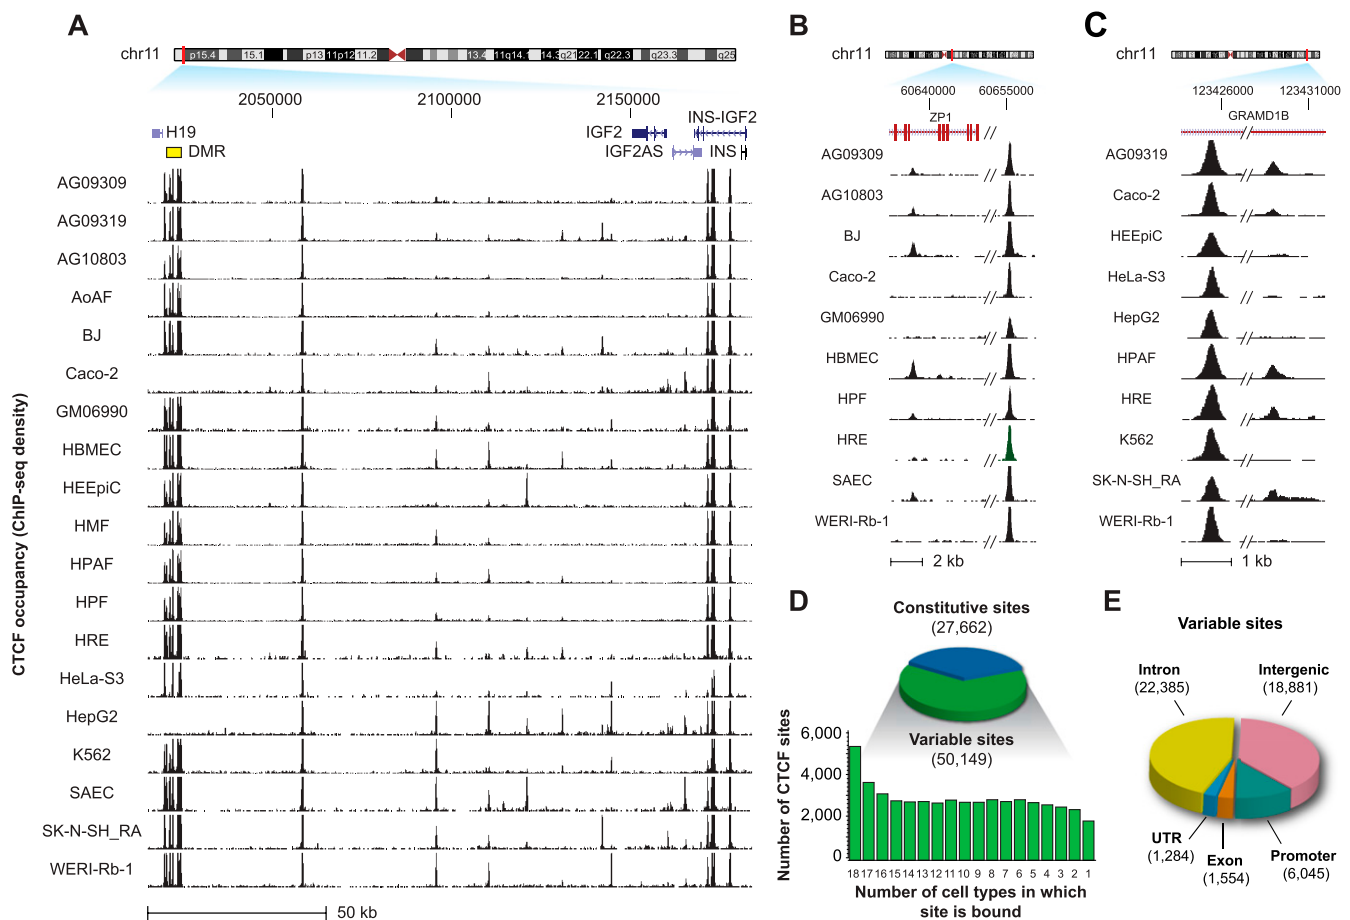 A
chr11
p15.4 15.1 p13 11p12 11.2 13.4 11q14.1 14.3 q21 22.1 q22.3 q23.3 q25
2050000 2100000 2150000
INS-IGF2
H19 IGF2
DMR IGF2AS INS
CTCF occupancy (ChIP-seq density)
AG09309
AG09319
AG10803
AoAF
BJ
Caco-2
GM06990
HBMEC
HEEpiC
HMF
HPAF
HPF
HRE
HeLa-S3
HepG2
K562
SAEC
SK-N-SH_RA
WERI-Rb-1
50 kb
B
chr11
60640000 60655000
ZP1
AG09309
AG10803
BJ
Caco-2
GM06990
HBMEC
HPF
HRE
SAEC
WERI-Rb-1
2 kb
C
chr11
123426000 123431000
GRAMD1B
AG09319
Caco-2
HEEpiC
HeLa-S3
HepG2
HPAF
HRE
K562
SK-N-SH_RA
WERI-Rb-1
1 kb
D
Constitutive sites
(27,662)
Variable sites
(50,149)
Number of CTCF sites
6,000
4,000
2,000
0
18 17 16 15 14 13 12 11 10 9 8 7 6 5 4 3 2 1
Number of cell types in which
site is bound
E
Variable sites
Intron
(22,385)
Intergenic
(18,881)
UTR
(1,284)
Exon
(1,554)
Promoter
(6,045)